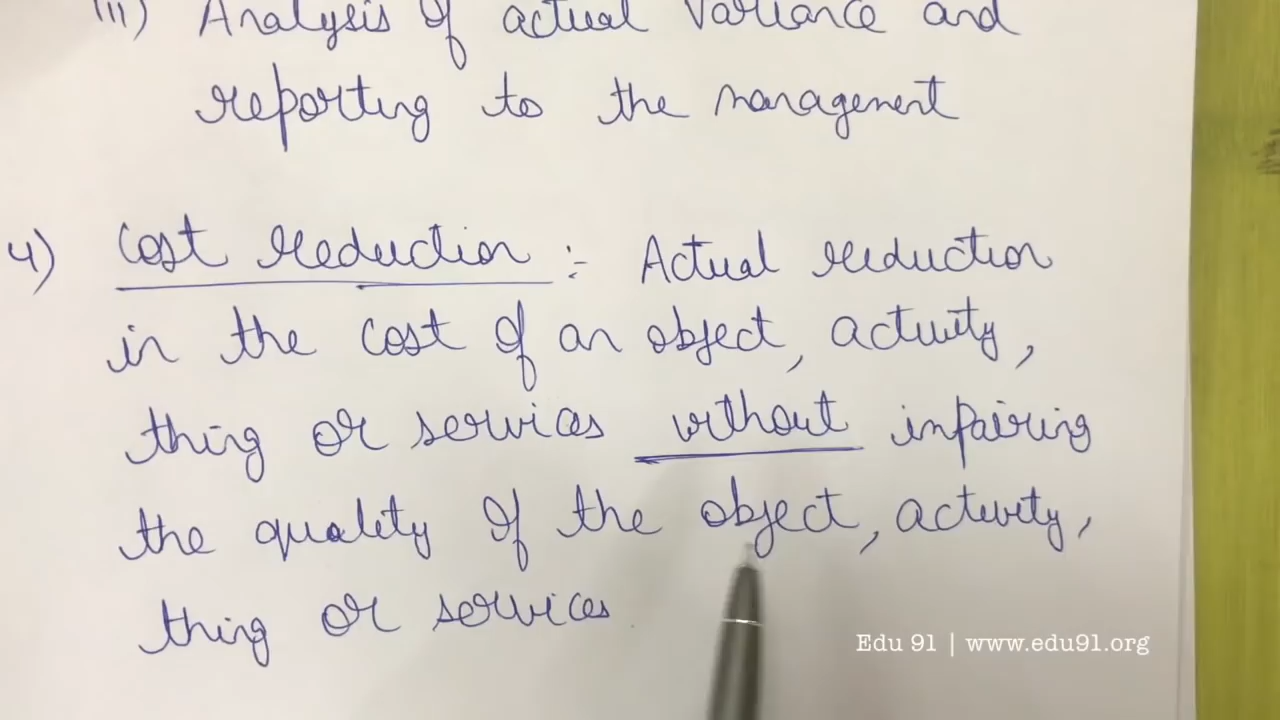 iii) Analysis of actual Variance and
reporting to the management
4) Cost reduction :- Actual reduction
in the cost of an object, activity,
thing or services without impairing
the quality of the object, activity,
thing or services
Edu 91 | www.edu91.org